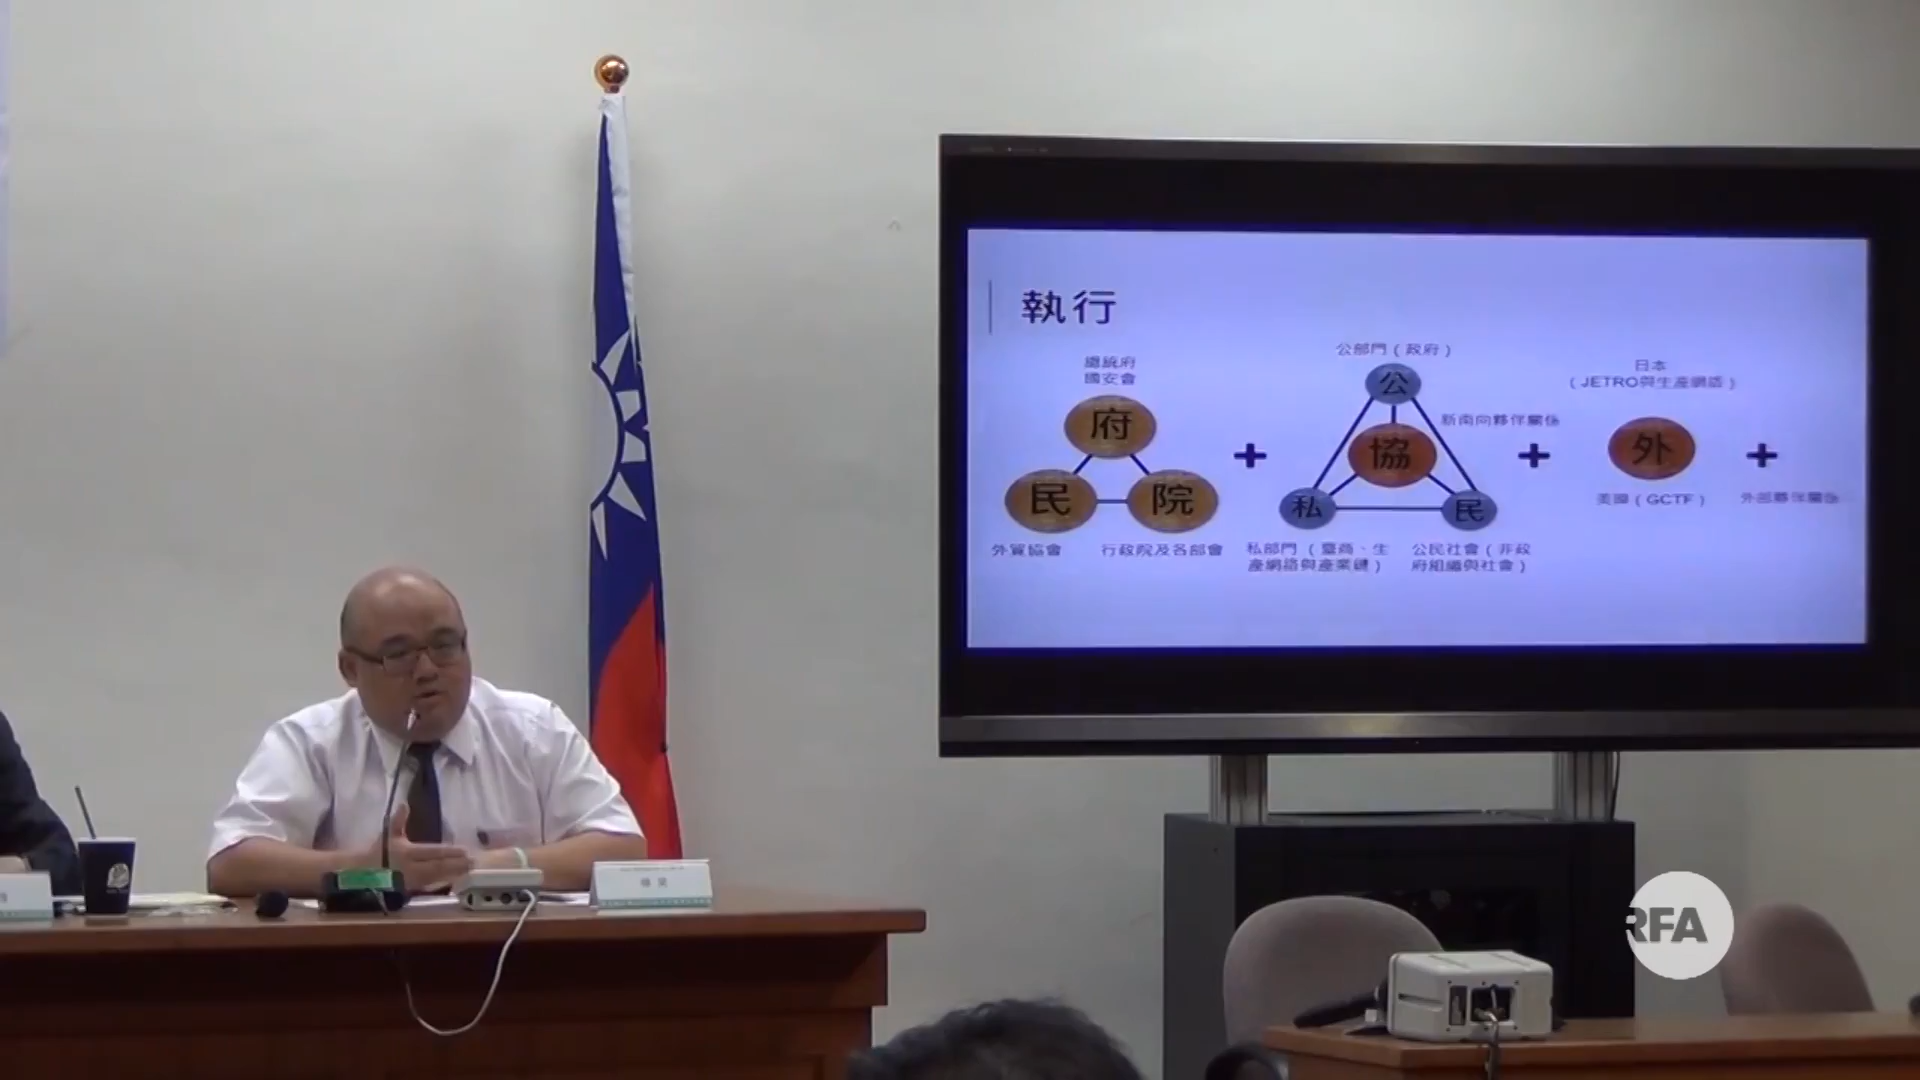 執行
總統府
國安會
府
民
院
外貿協會
行政院及各部會
+
公部門（政府）
公
協
新南向夥伴關係
私
民
私部門（臺商、生
產網路與產業鏈）
公民社會（非政
府組織與社會）
+
日本
（JETRO與生產網路）
外
美國（GCTF）
+
外部夥伴關係
RFA